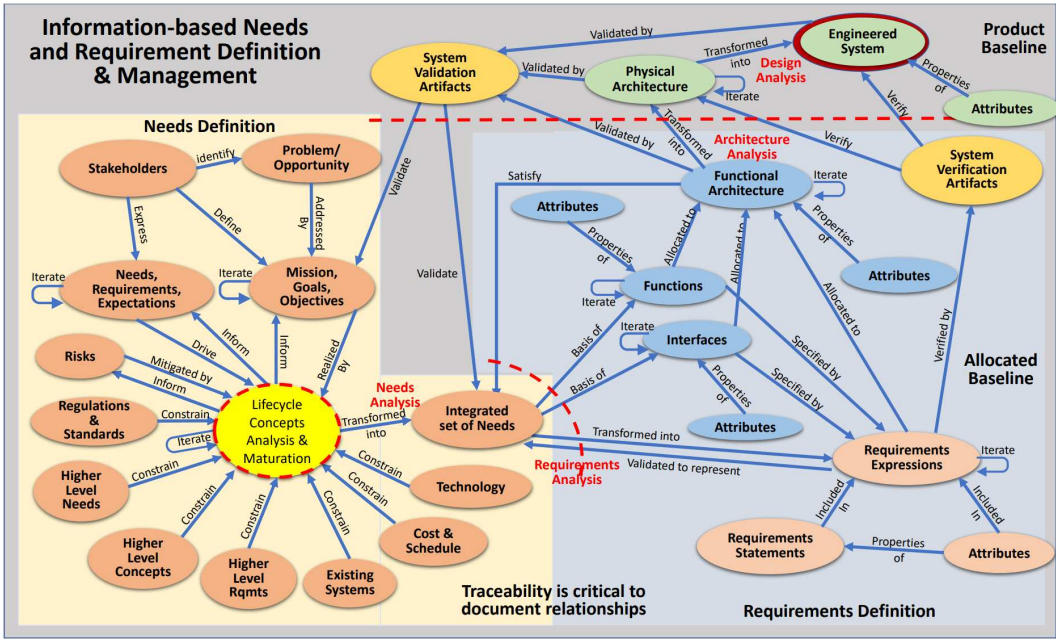 Information-based Needs
and Requirement Definition
& Management
Product
Baseline
Engineered
System
Validated by
System
Validation
Artifacts
Validated by
Physical
Architecture
Transformed
into
Design
Analysis
Iterate
Properties
of
Attributes
Verify
Verify
System
Verification
Artifacts
Validated by
Transformed
into
Architecture
Analysis
Functional
Architecture
Iterate
Satisfy
Validate
Validate
Needs Definition
Stakeholders
identify
Problem/
Opportunity
Express
Define
Addressed
By
Iterate
Needs,
Requirements,
Expectations
Iterate
Mission,
Goals,
Objectives
Drive
Inform
Inform
Realized
By
Risks
Mitigated by
Inform
Regulations
& Standards
Constrain
Iterate
Lifecycle
Concepts
Analysis &
Maturation
Transformed
into
Needs
Analysis
Integrated
set of Needs
Higher
Level
Needs
Constrain
Higher
Level
Concepts
Constrain
Higher
Level
Rqmts
Constrain
Existing
Systems
Constrain
Cost &
Schedule
Constrain
Technology
Constrain
Attributes
Properties
of
Allocated to
Allocated to
Properties
of
Attributes
Functions
Iterate
Interfaces
Iterate
Basis of
Basis of
Properties
of
Attributes
Specified by
Specified by
Allocated to
Verified by
Allocated
Baseline
Transformed into
Validated to represent
Requirements
Analysis
Requirements
Expressions
Iterate
Included
In
Included
In
Requirements
Statements
Properties
of
Attributes
Traceability is critical to
document relationships
Requirements Definition